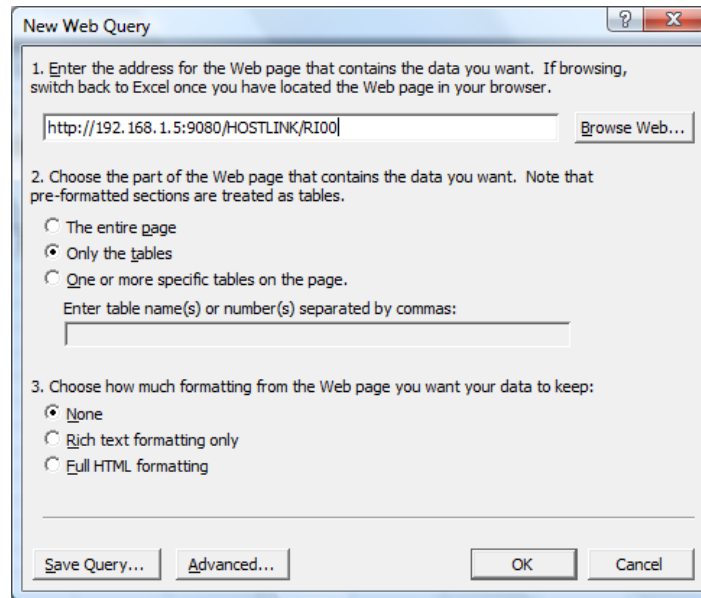 New Web Query
1. Enter the address for the Web page that contains the data you want. If browsing,
switch back to Excel once you have located the Web page in your browser.
http://192.168.1.5:9080/HOSTLINK/RI00
Browse Web...
2. Choose the part of the Web page that contains the data you want. Note that
pre-formatted sections are treated as tables.
The entire page
Only the tables
One or more specific tables on the page.
Enter table name(s) or number(s) separated by commas:
3. Choose how much formatting from the Web page you want your data to keep:
None
Rich text formatting only
Full HTML formatting
Save Query...
Advanced...
OK
Cancel